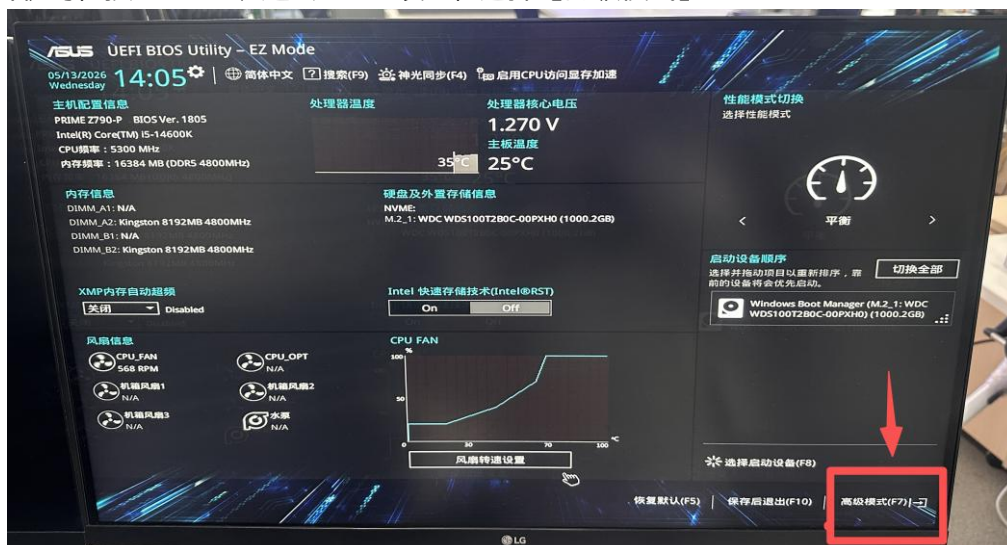 ASUS UEFI BIOS Utility – EZ Mode
05/13/2026
Wednesday
14:05
简体中文
? 搜索(F9)
神光同步(F4)
启用CPU访问显存加速
主机配置信息
PRIME Z790-P BIOS Ver. 1805
Intel(R) Core(TM) i5-14600K
CPU频率：5300 MHz
内存频率：16384 MB (DDR5 4800MHz)
处理器温度
35°C
处理器核心电压
1.270 V
主板温度
25°C
性能模式切换
选择性能模式
<
平衡
>
内存信息
DIMM_A1: N/A
DIMM_A2: Kingston 8192MB 4800MHz
DIMM_B1: N/A
DIMM_B2: Kingston 8192MB 4800MHz
硬盘及外置存储信息
NVME:
M.2_1: WDC WDS100T2B0C-00PXH0 (1000.2GB)
启动设备顺序
选择并拖动项目以重新排序，靠
前的设备将会优先启动。
切换全部
Windows Boot Manager (M.2_1: WDC
WDS100T2B0C-00PXH0) (1000.2GB)
XMP内存自动超频
关闭
Disabled
Intel 快速存储技术(Intel®RST)
On
Off
风扇信息
CPU_FAN
568 RPM
CPU_OPT
N/A
机箱风扇1
N/A
机箱风扇2
N/A
机箱风扇3
N/A
水泵
N/A
CPU FAN
%
100
50
0
30
70
100
°C
风扇转速设置
选择启动设备(F8)
恢复默认(F5)
保存后退出(F10)
高级模式(F7)
LG